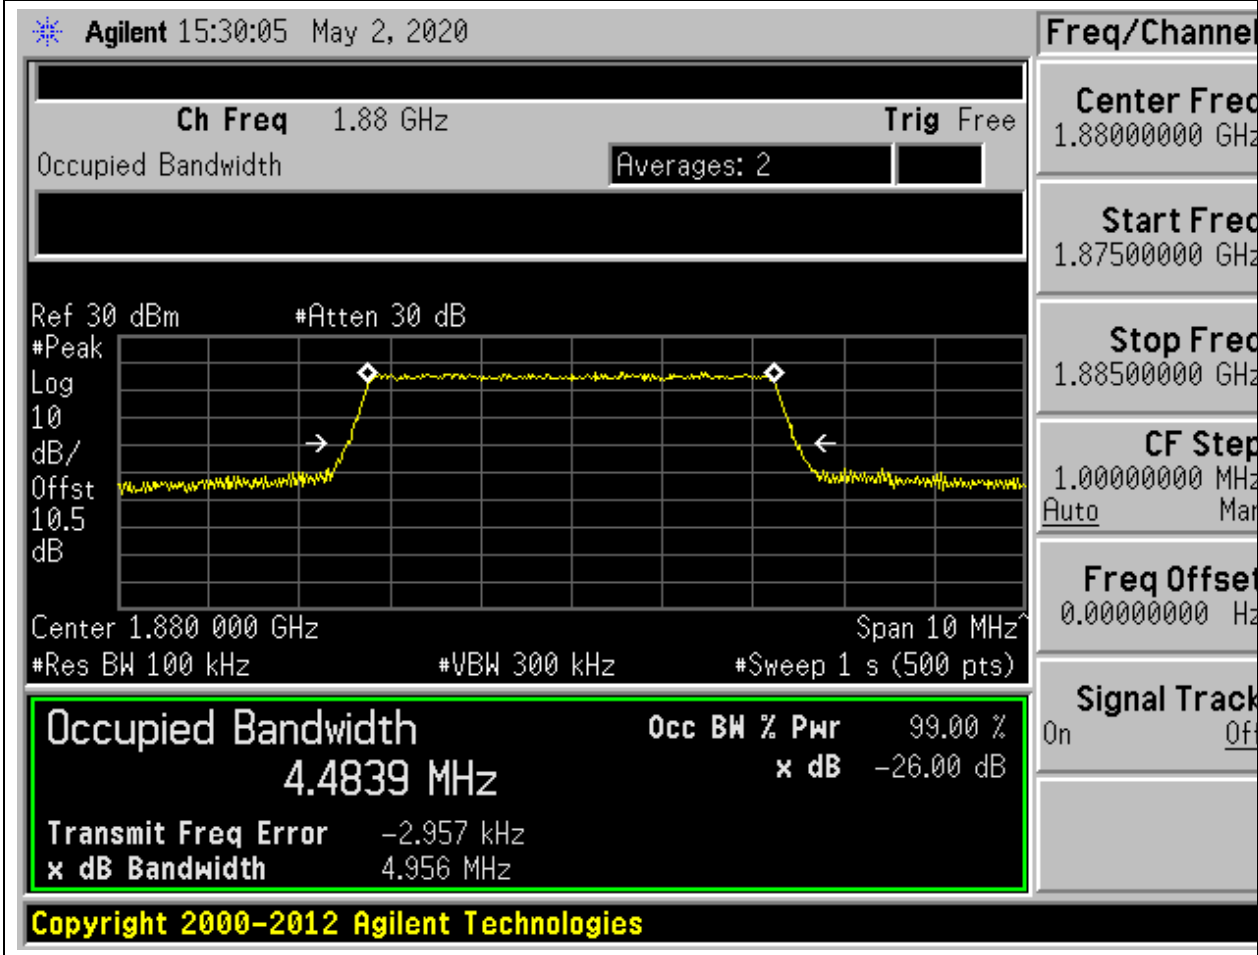 Agilent 15:30:05 May 2, 2020
Freq/Channel
Ch Freq 1.88 GHz Trig Free
Occupied Bandwidth Averages: 2
Center Freq
1.88000000 GHz
Start Freq
1.87500000 GHz
Stop Freq
1.88500000 GHz
CF Step
1.00000000 MHz
Auto Man
Freq Offset
0.00000000 Hz
Signal Track
On Off
Ref 30 dBm #Atten 30 dB
#Peak
Log
10
dB/
Offst
10.5
dB
Center 1.880 000 GHz Span 10 MHz^
#Res BW 100 kHz #VBW 300 kHz #Sweep 1 s (500 pts)
Occupied Bandwidth Occ BW % Pwr 99.00 %
4.4839 MHz x dB -26.00 dB
Transmit Freq Error -2.957 kHz
x dB Bandwidth 4.956 MHz
Copyright 2000-2012 Agilent Technologies